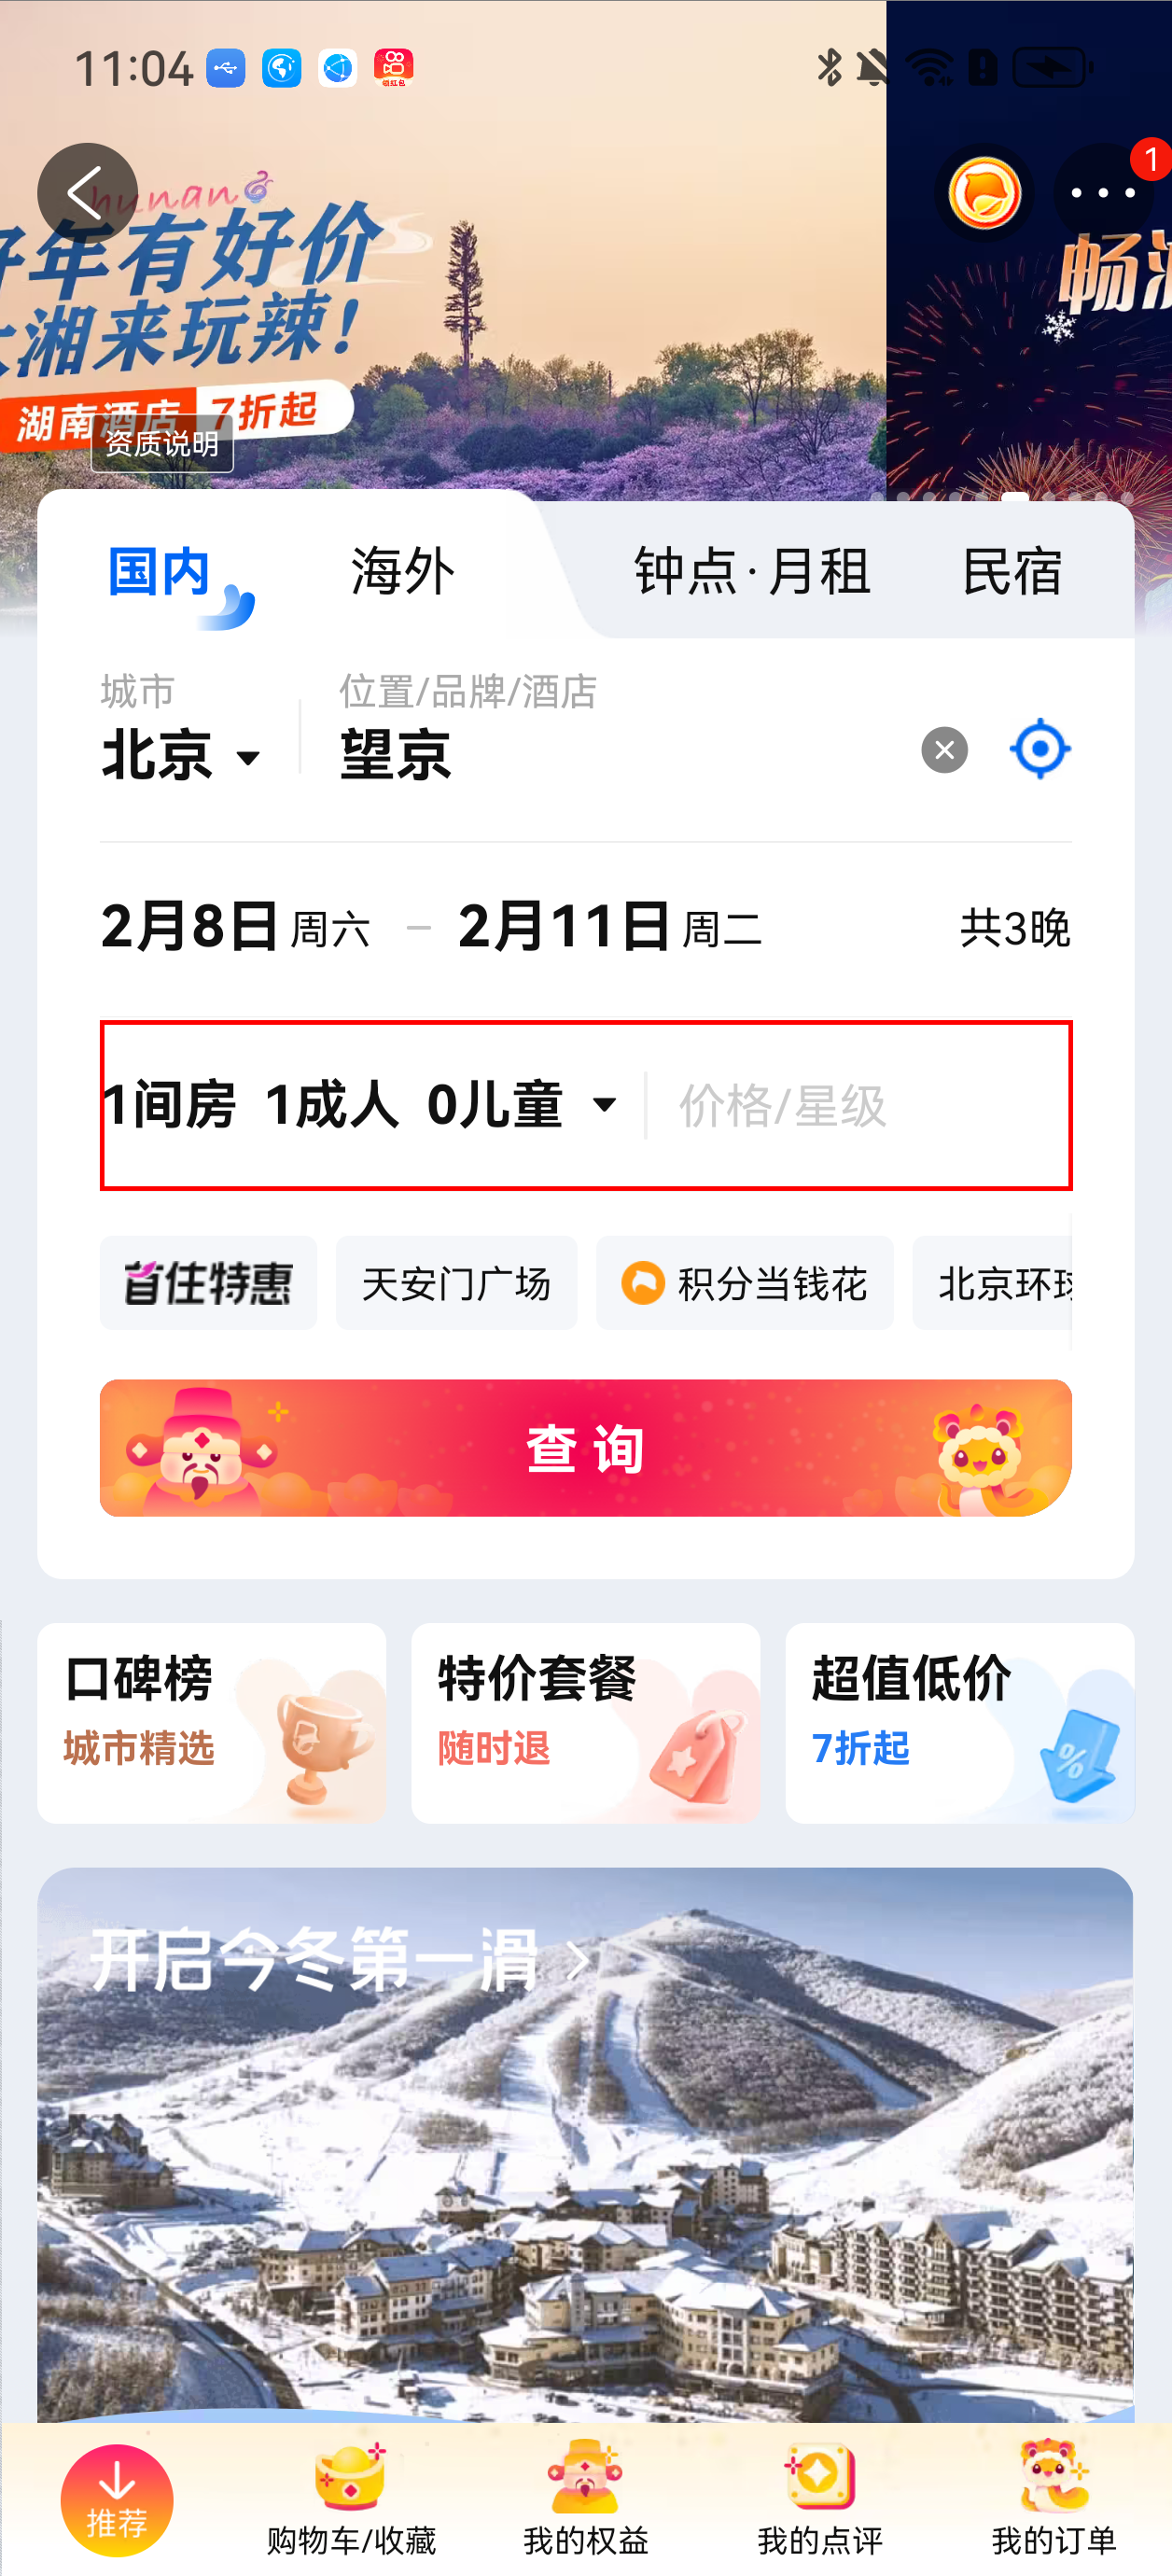 11:04
领红包
1
hunan
年有好价
湘来玩辣!
畅
湖南酒店 7折起
资质说明
国内 海外 钟点·月租 民宿
城市 位置/品牌/酒店
北京 望京
2月8日 周六 - 2月11日 周二 共3晚
1间房 1成人 0儿童 价格/星级
首住特惠 天安门广场 积分当钱花 北京环球
查询
口碑榜 特价套餐 超值低价
城市精选 随时退 7折起
%
开启今冬第一滑 >
推荐 购物车/收藏 我的权益 我的点评 我的订单